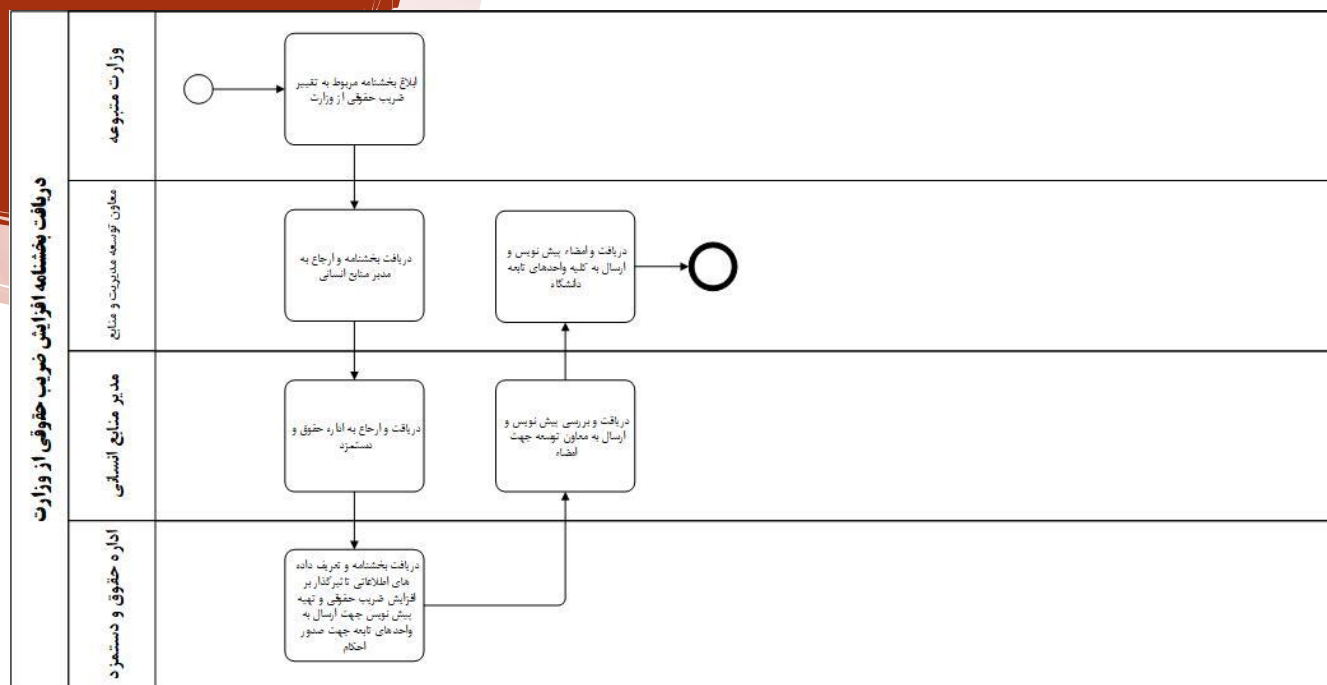 دریافت بخشنامه افزایش ضریب حقوقی از وزارت
وزارت متبوعه
ابلاغ بخشنامه مربوط به تغییر
ضریب حقوقی از وزارت
معاون توسعه مدیریت و منابع
دریافت بخشنامه و ارجاع به
مدیر منابع انسانی
دریافت و امضاء پیش نویس و
ارسال به کلیه واحدهای تابعه
دانشگاه
مدیر منابع انسانی
دریافت و ارجاع به اداره حقوق و
دستمزد
دریافت و بررسی پیش نویس و
ارسال به معاون توسعه جهت
امضاء
اداره حقوق و دستمزد
دریافت بخشنامه و تعریف داده
های اطلاعاتی تاثیرگذار بر
افزایش ضریب حقوقی و تهیه
پیش نویس جهت ارسال به
واحدهای تابعه جهت صدور
احکام